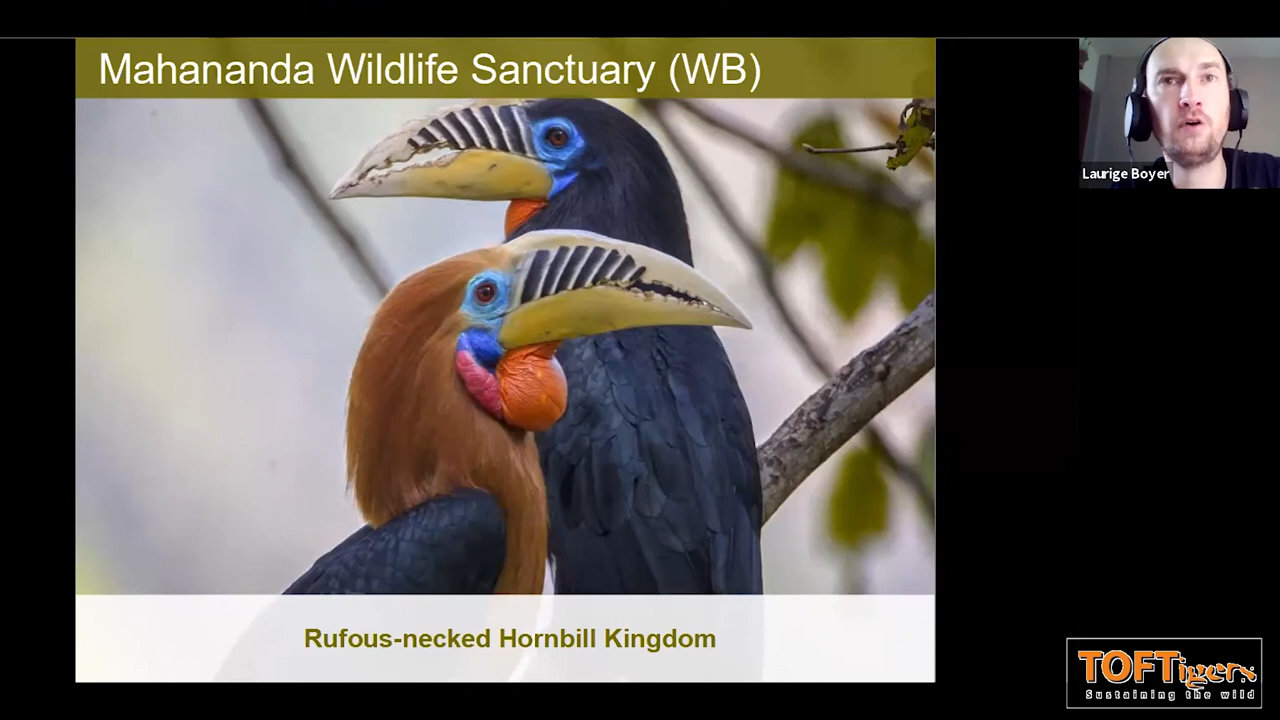 Mahananda Wildlife Sanctuary (WB)
Laurige Boyer
Rufous-necked Hornbill Kingdom
TOFTigers
Sustaining the wild